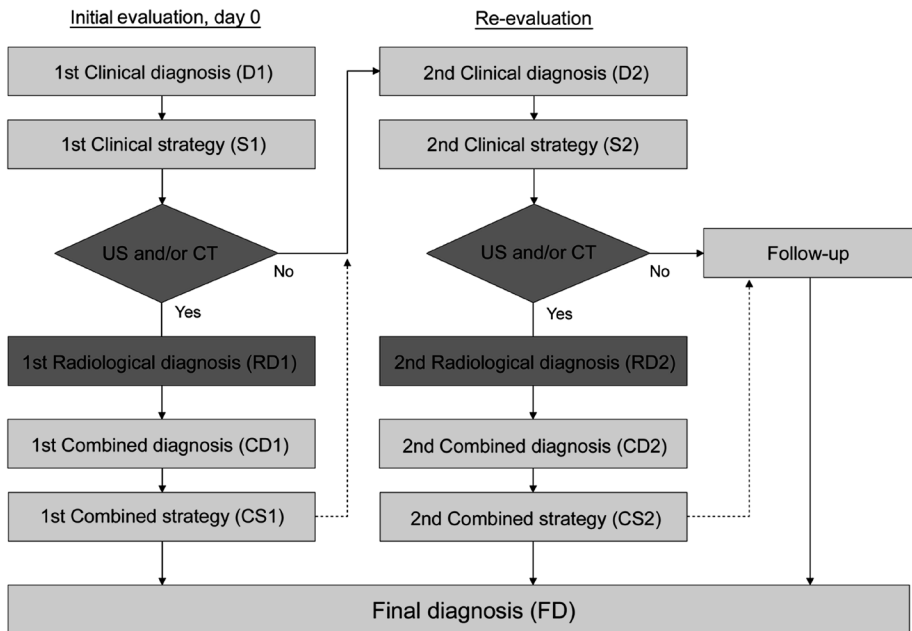 Initial evaluation, day 0
1st Clinical diagnosis (D1)
1st Clinical strategy (S1)
US and/or CT
No
Yes
1st Radiological diagnosis (RD1)
1st Combined diagnosis (CD1)
1st Combined strategy (CS1)
Re-evaluation
2nd Clinical diagnosis (D2)
2nd Clinical strategy (S2)
US and/or CT
No
Yes
2nd Radiological diagnosis (RD2)
2nd Combined diagnosis (CD2)
2nd Combined strategy (CS2)
Follow-up
Final diagnosis (FD)